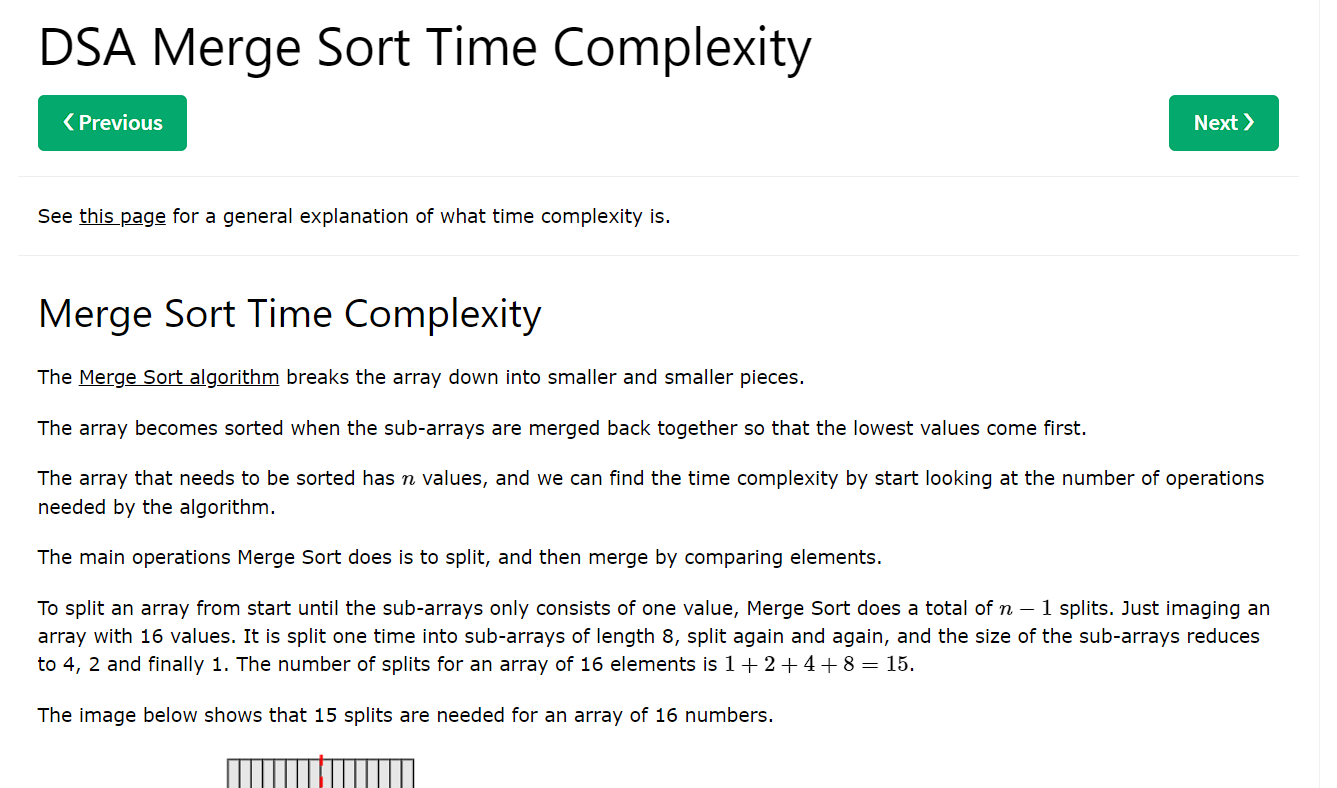 DSA Merge Sort Time Complexity
❮ Previous
Next ❯
See this page for a general explanation of what time complexity is.
Merge Sort Time Complexity
The Merge Sort algorithm breaks the array down into smaller and smaller pieces.
The array becomes sorted when the sub-arrays are merged back together so that the lowest values come first.
The array that needs to be sorted has n values, and we can find the time complexity by start looking at the number of operations
needed by the algorithm.
The main operations Merge Sort does is to split, and then merge by comparing elements.
To split an array from start until the sub-arrays only consists of one value, Merge Sort does a total of n − 1 splits. Just imaging an
array with 16 values. It is split one time into sub-arrays of length 8, split again and again, and the size of the sub-arrays reduces
to 4, 2 and finally 1. The number of splits for an array of 16 elements is 1 + 2 + 4 + 8 = 15.
The image below shows that 15 splits are needed for an array of 16 numbers.